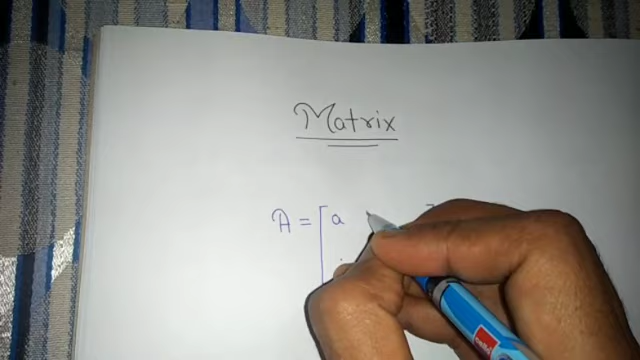 Matrix
A = [ a